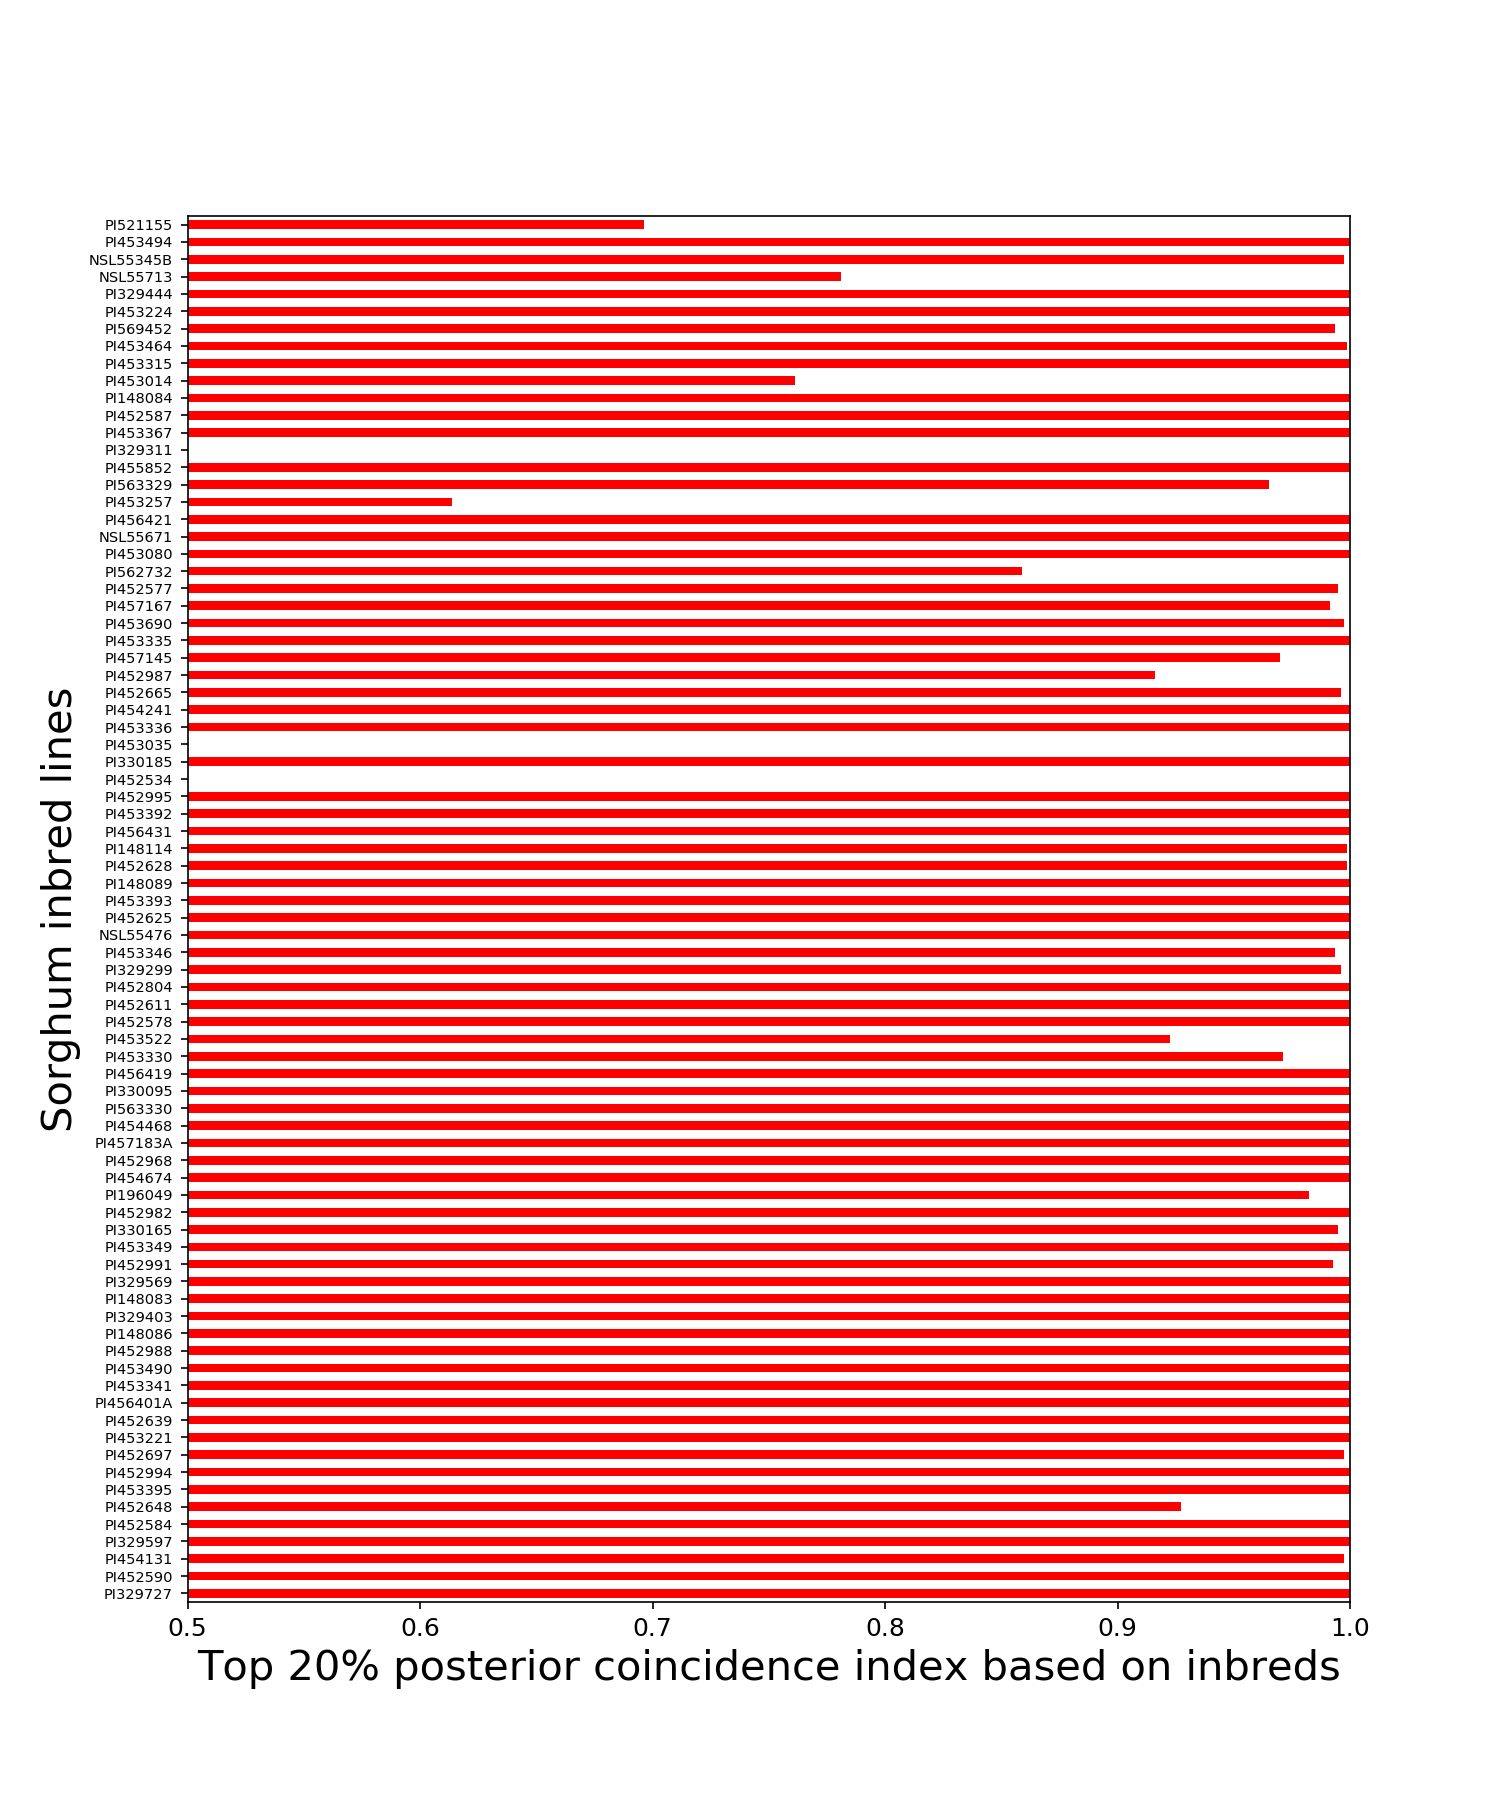 PI521155
PI453494
NSL55345B
NSL55713
PI329444
PI453224
PI569452
PI453464
PI453315
PI453014
PI148084
PI452587
PI453367
PI329311
PI455852
PI563329
PI453257
PI456421
NSL55671
PI453080
PI562732
PI452577
PI457167
PI453690
PI453335
PI457145
PI452987
PI452665
PI454241
PI453336
PI453035
PI330185
PI452534
PI452995
PI453392
PI456431
PI148114
PI452628
PI148089
PI453393
PI452625
NSL55476
PI453346
PI329299
PI452804
PI452611
PI452578
PI453522
PI453330
PI456419
PI330095
PI563330
PI454468
PI457183A
PI452968
PI454674
PI196049
PI452982
PI330165
PI453349
PI452991
PI329569
PI148083
PI329403
PI148086
PI452988
PI453490
PI453341
PI456401A
PI452639
PI453221
PI452697
PI452994
PI453395
PI452648
PI452584
PI329597
PI454131
PI452590
PI329727
Sorghum inbred lines
0.5 0.6 0.7 0.8 0.9 1.0
Top 20% posterior coincidence index based on inbreds